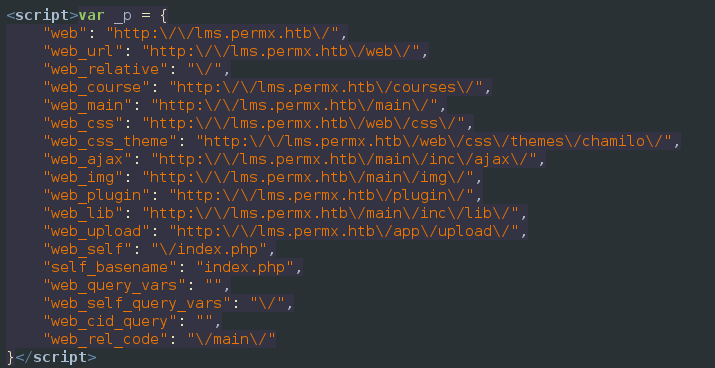 <script>var _p = {
    "web": "http:\/\/lms.permx.htb\/",
    "web_url": "http:\/\/lms.permx.htb\/web\/",
    "web_relative": "\/",
    "web_course": "http:\/\/lms.permx.htb\/courses\/",
    "web_main": "http:\/\/lms.permx.htb\/main\/",
    "web_css": "http:\/\/lms.permx.htb\/web\/css\/",
    "web_css_theme": "http:\/\/lms.permx.htb\/web\/css\/themes\/chamilo\/",
    "web_ajax": "http:\/\/lms.permx.htb\/main\/inc\/ajax\/",
    "web_img": "http:\/\/lms.permx.htb\/main\/img\/",
    "web_plugin": "http:\/\/lms.permx.htb\/plugin\/",
    "web_lib": "http:\/\/lms.permx.htb\/main\/inc\/lib\/",
    "web_upload": "http:\/\/lms.permx.htb\/app\/upload\/",
    "web_self": "\/index.php",
    "self_basename": "index.php",
    "web_query_vars": "",
    "web_self_query_vars": "\/",
    "web_cid_query": "",
    "web_rel_code": "\/main\/"
}</script>